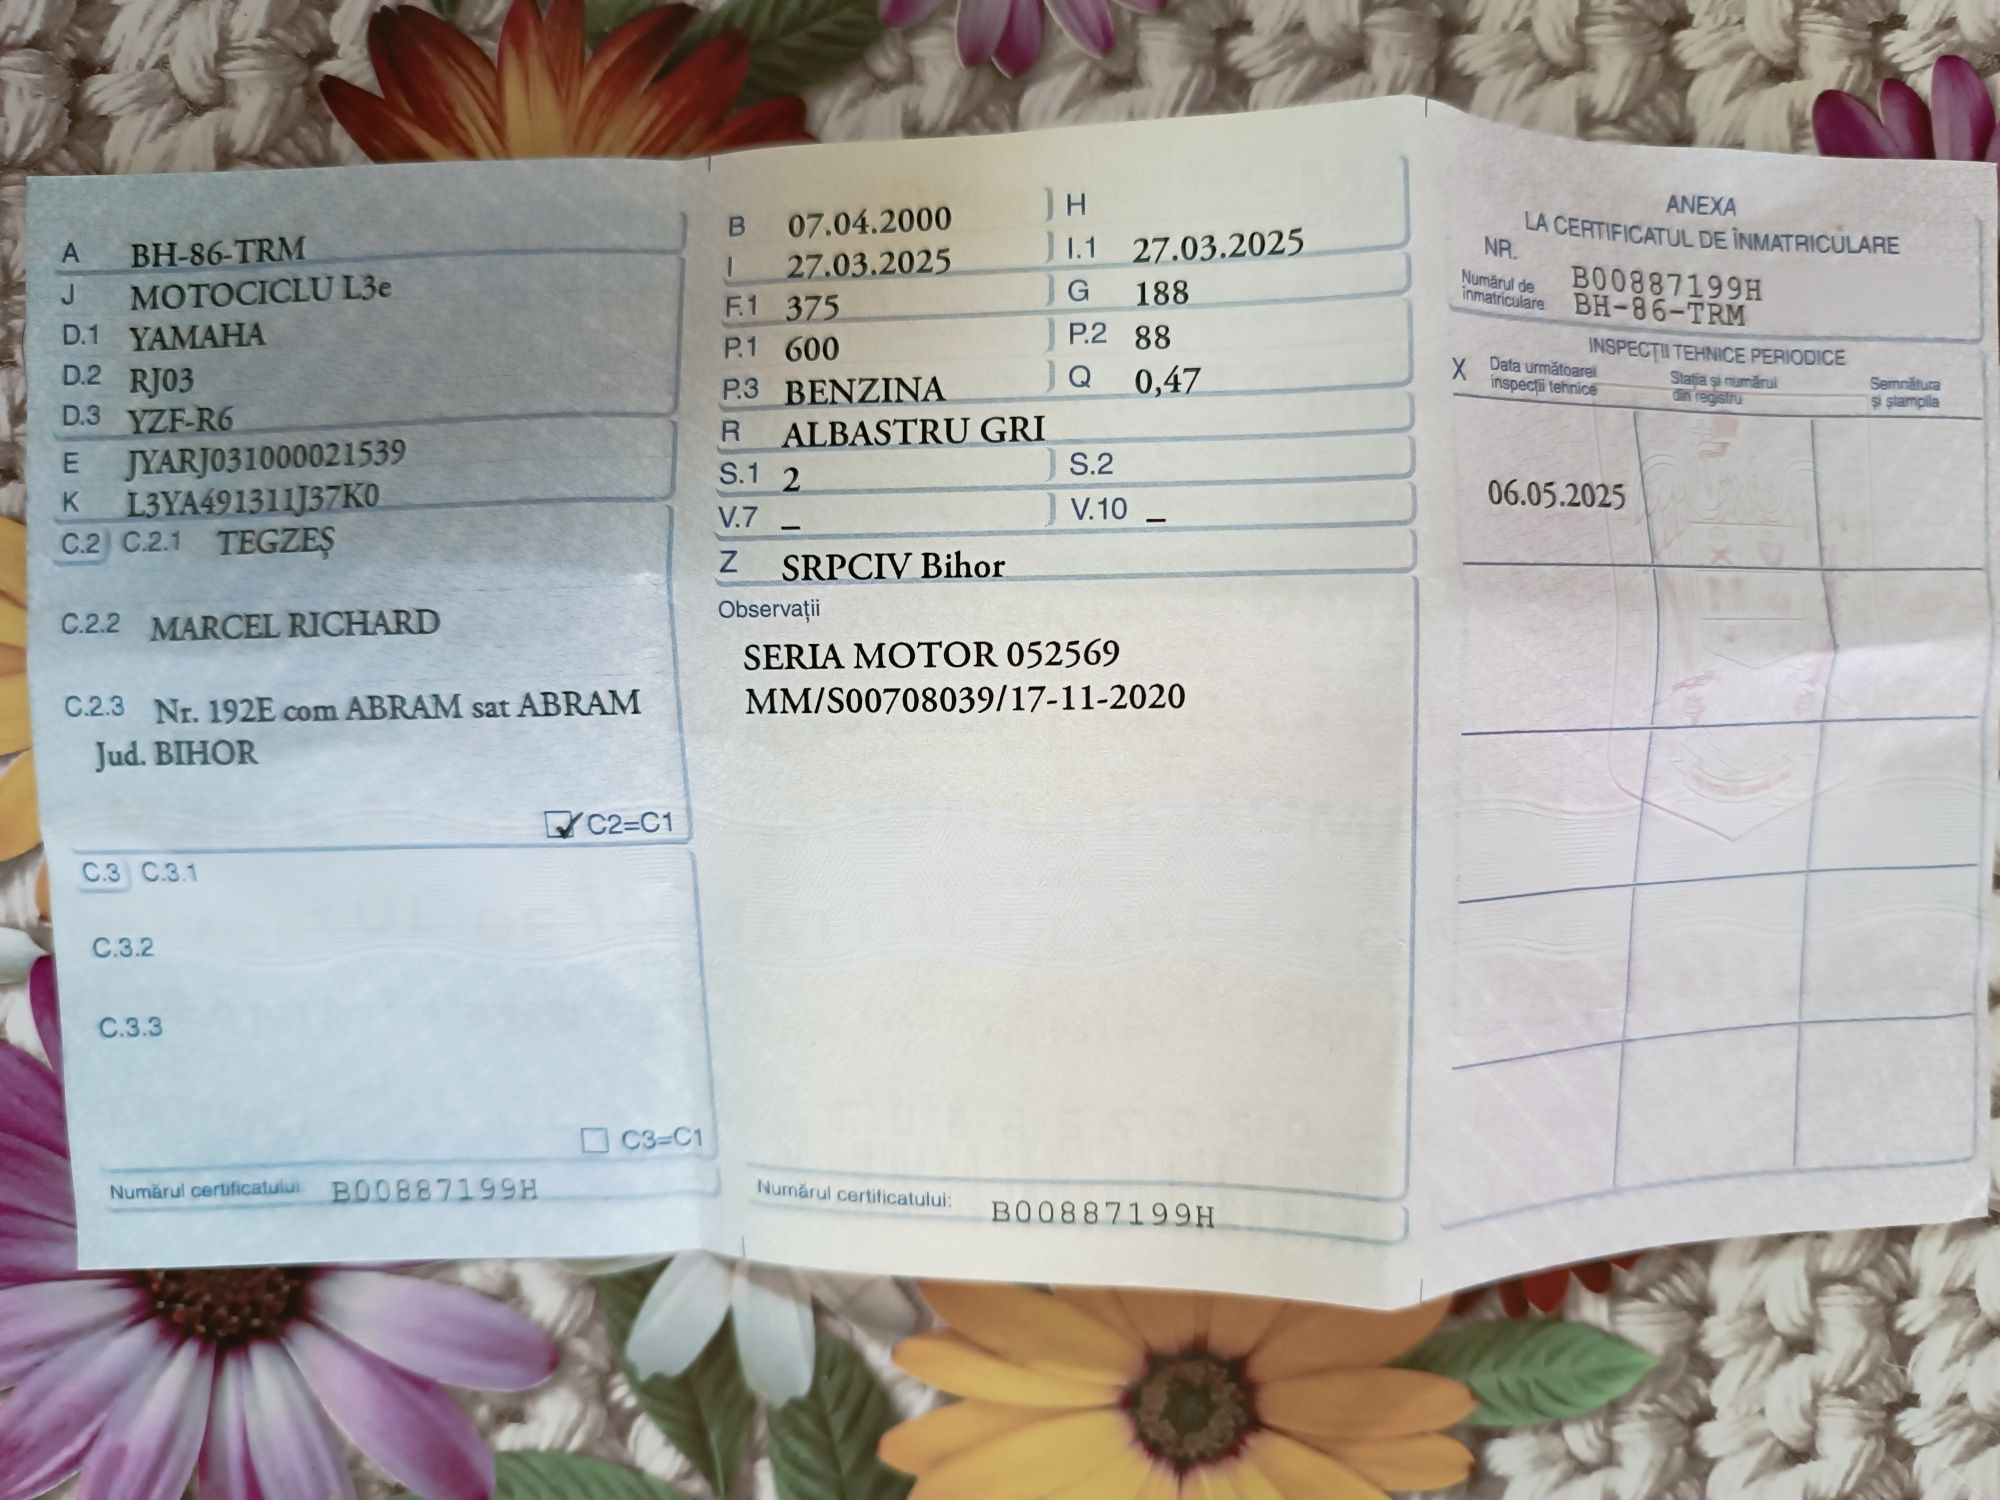 A BH-86-TRM
J MOTOCICLU L3e
D.1 YAMAHA
D.2 RJ03
D.3 YZF-R6
E JYARJ031000021539
K L3YA491311J37K0
C.2 C.2.1 TEGZEȘ
C.2.2 MARCEL RICHARD
C.2.3 Nr. 192E com ABRAM sat ABRAM
Jud. BIHOR
C2=C1
C.3 C.3.1
C.3.2
C.3.3
C3=C1
Numărul certificatului: B00887199H
B 07.04.2000 H
I 27.03.2025 I.1 27.03.2025
F.1 375 G 188
P.1 600 P.2 88
P.3 BENZINA Q 0,47
R ALBASTRU GRI
S.1 2 S.2
V.7 – V.10 –
Z SRPCIV Bihor
Observații
SERIA MOTOR 052569
MM/S00708039/17-11-2020
Numărul certificatului: B00887199H
ANEXA
LA CERTIFICATUL DE ÎNMATRICULARE
NR. B00887199H
Numărul de înmatriculare BH-86-TRM
INSPECȚII TEHNICE PERIODICE
X Data următoarei inspecții tehnice Stația și numărul din registru Semnătura și ștampila
06.05.2025